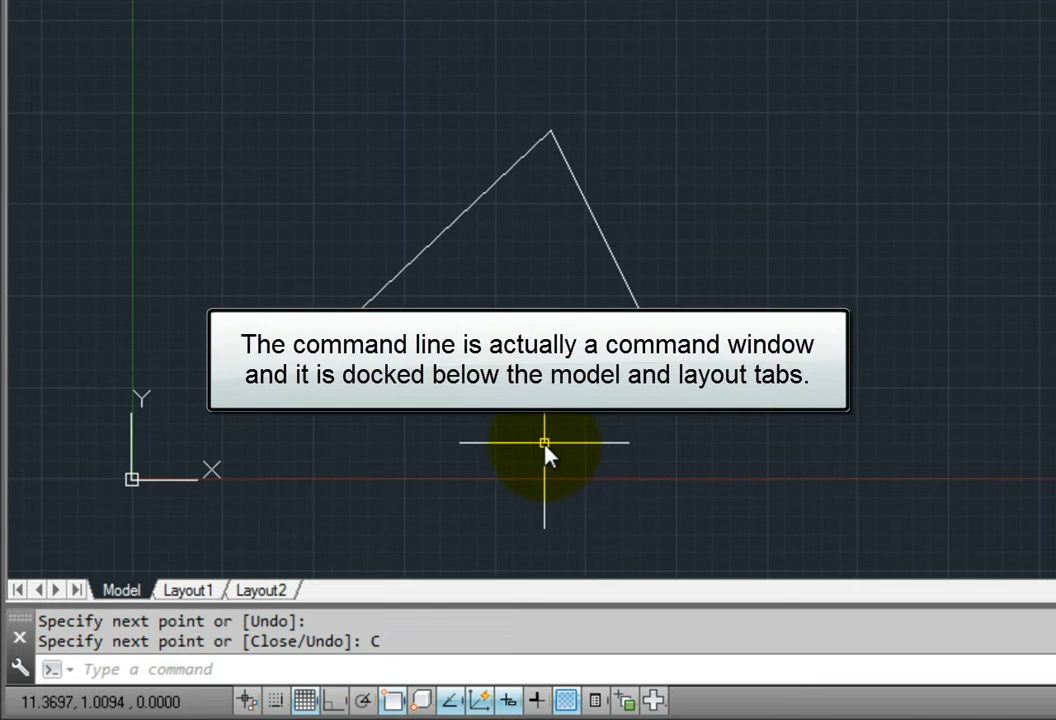 The command line is actually a command window
and it is docked below the model and layout tabs.
Y
X
Model Layout1 Layout2
Specify next point or [Undo]:
Specify next point or [Close/Undo]: C
Type a command
11.3697, 1.0094 , 0.0000